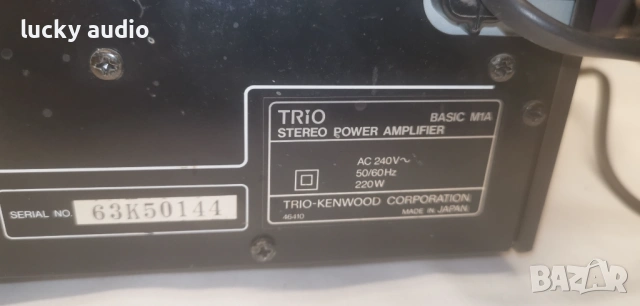 lucky audio
TRIO BASIC M1A
STEREO POWER AMPLIFIER
AC 240V~
50/60Hz
220W
SERIAL NO. 63K50144
TRIO-KENWOOD CORPORATION
46410 MADE IN JAPAN
BAZAR